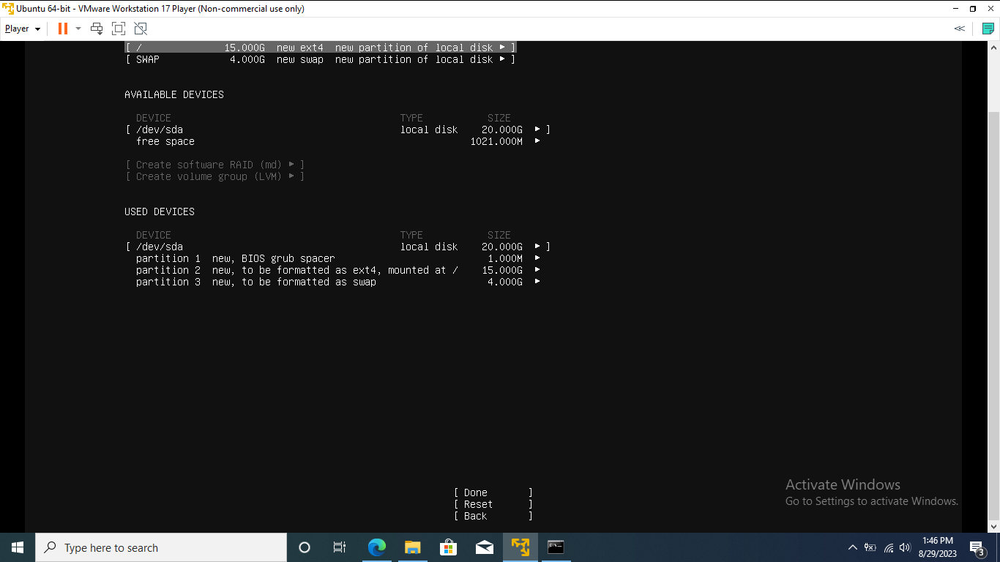 Ubuntu 64-bit - VMware Workstation 17 Player (Non-commercial use only)
Player
[ / 15.000G new ext4 new partition of local disk ▸ ]
[ SWAP 4.000G new swap new partition of local disk ▸ ]
AVAILABLE DEVICES
DEVICE TYPE SIZE
[ /dev/sda local disk 20.000G ▸ ]
free space 1021.000M ▸
[ Create software RAID (md) ▸ ]
[ Create volume group (LVM) ▸ ]
USED DEVICES
DEVICE TYPE SIZE
[ /dev/sda local disk 20.000G ▸ ]
partition 1 new, BIOS grub spacer 1.000M ▸
partition 2 new, to be formatted as ext4, mounted at / 15.000G ▸
partition 3 new, to be formatted as swap 4.000G ▸
[ Done ]
[ Reset ]
[ Back ]
Activate Windows
Go to Settings to activate Windows.
Type here to search
1:46 PM
8/29/2023
3